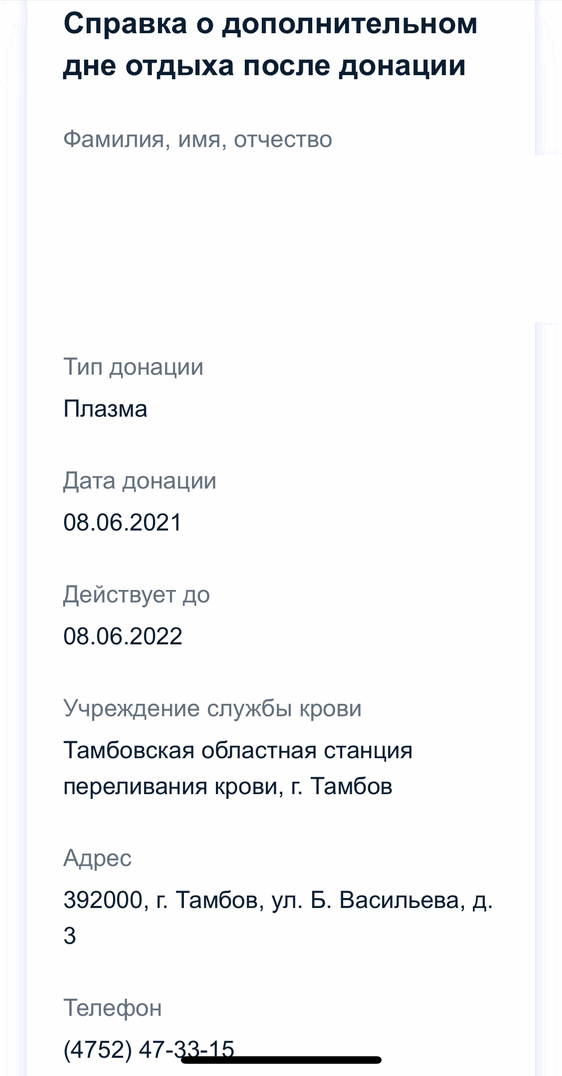 Справка о дополнительном
дне отдыха после донации
Фамилия, имя, отчество
Тип донации
Плазма
Дата донации
08.06.2021
Действует до
08.06.2022
Учреждение службы крови
Тамбовская областная станция
переливания крови, г. Тамбов
Адрес
392000, г. Тамбов, ул. Б. Васильева, д.
3
Телефон
(4752) 47-33-15